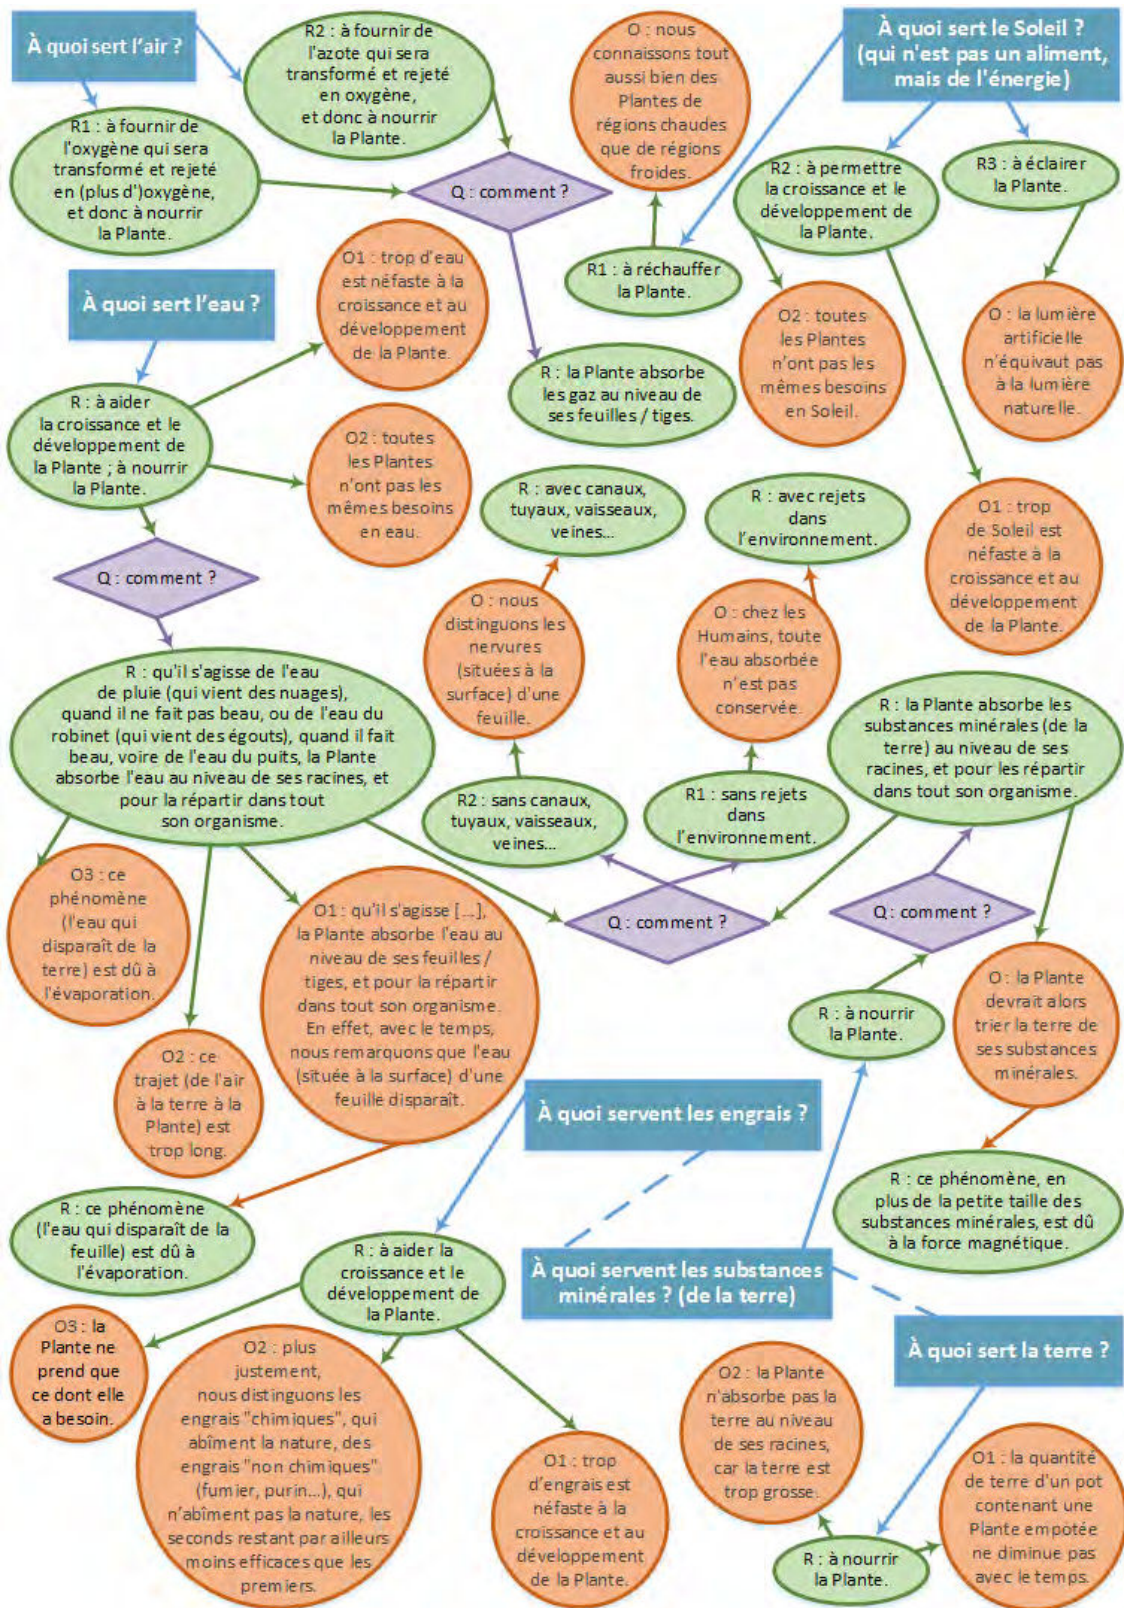 À quoi sert l'air ?
R2 : à fournir de
l'azote qui sera
transformé et rejeté
en oxygène,
et donc à nourrir
la Plante.
O : nous
connaissons tout
aussi bien des
Plantes de
régions chaudes
que de régions
froides.
À quoi sert le Soleil ?
(qui n'est pas un aliment,
mais de l'énergie)
R1 : à fournir de
l'oxygène qui sera
transformé et rejeté
en (plus d')oxygène,
et donc à nourrir
la Plante.
Q : comment ?
R2 : à permettre
la croissance et le
développement de
la Plante.
R3 : à éclairer
la Plante.
R1 : à réchauffer
la Plante.
À quoi sert l'eau ?
O1 : trop d'eau
est néfaste à la
croissance et au
développement
de la Plante.
O2 : toutes
les Plantes
n'ont pas les
mêmes besoins
en Soleil.
O : la lumière
artificielle
n'équivaut pas
à la lumière
naturelle.
R : la Plante absorbe
les gaz au niveau de
ses feuilles / tiges.
R : à aider
la croissance et le
développement de
la Plante ; à nourrir
la Plante.
O2 : toutes
les Plantes
n'ont pas les
mêmes besoins
en eau.
R : avec canaux,
tuyaux, vaisseaux,
veines...
R : avec rejets
dans
l'environnement.
O1 : trop
de Soleil est
néfaste à la
croissance et au
développement
de la Plante.
Q : comment ?
O : nous
distinguons les
nervures
(situées à la
surface) d'une
feuille.
O : chez les
Humains, toute
l'eau absorbée
n'est pas
conservée.
R : qu'il s'agisse de l'eau
de pluie (qui vient des nuages),
quand il ne fait pas beau, ou de l'eau du
robinet (qui vient des égouts), quand il fait
beau, voire de l'eau du puits, la Plante
absorbe l'eau au niveau de ses racines, et
pour la répartir dans tout
son organisme.
R : la Plante absorbe les
substances minérales (de la
terre) au niveau de ses
racines, et pour les répartir
dans tout son organisme.
R2 : sans canaux,
tuyaux, vaisseaux,
veines...
R1 : sans rejets
dans
l'environnement.
O3 : ce
phénomène
(l'eau qui
disparaît de la
terre) est dû à
l'évaporation.
O1 : qu'il s'agisse [...],
la Plante absorbe l'eau au
niveau de ses feuilles /
tiges, et pour la répartir
dans tout son organisme.
En effet, avec le temps,
nous remarquons que l'eau
(située à la surface) d'une
feuille disparaît.
Q : comment ?
Q : comment ?
O2 : ce
trajet (de l'air
à la terre à la
Plante) est
trop long.
R : à nourrir
la Plante.
O : la Plante
devrait alors
trier la terre de
ses substances
minérales.
À quoi servent les engrais ?
R : ce phénomène
(l'eau qui disparaît de la
feuille) est dû à
l'évaporation.
R : ce phénomène, en
plus de la petite taille des
substances minérales, est dû
à la force magnétique.
R : à aider la
croissance et le
développement de
la Plante.
À quoi servent les substances
minérales ? (de la terre)
O3 : la
Plante ne
prend que
ce dont elle
a besoin.
O2 : plus
justement,
nous distinguons les
engrais "chimiques", qui
abîment la nature, des
engrais "non chimiques"
(fumier, purin...), qui
n'abîment pas la nature, les
seconds restant par ailleurs
moins efficaces que les
premiers.
À quoi sert la terre ?
O2 : la Plante
n'absorbe pas la
terre au niveau
de ses racines,
car la terre est
trop grosse.
O1 : trop
d'engrais est
néfaste à la
croissance et au
développement
de la Plante.
O1 : la quantité
de terre d'un pot
contenant une
Plante empotée
ne diminue pas
avec le temps.
R : à nourrir
la Plante.